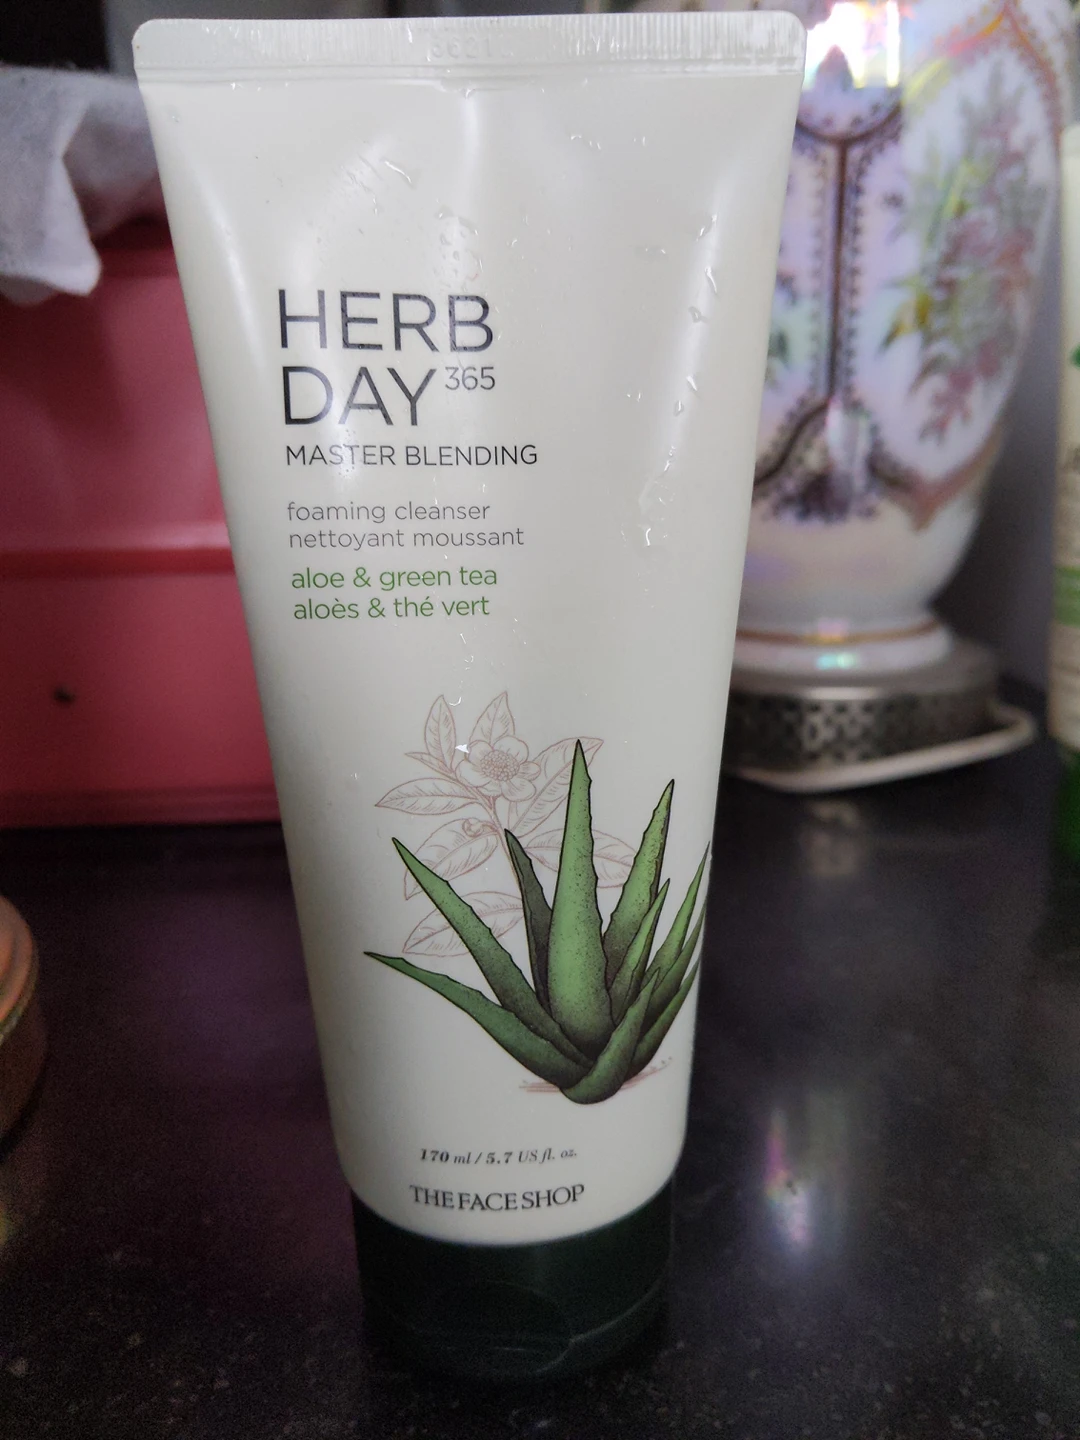 HERB
DAY 365
MASTER BLENDING
foaming cleanser
nettoyant moussant
aloe & green tea
aloès & thé vert
170 ml / 5.7 US fl. oz.
THE FACE SHOP